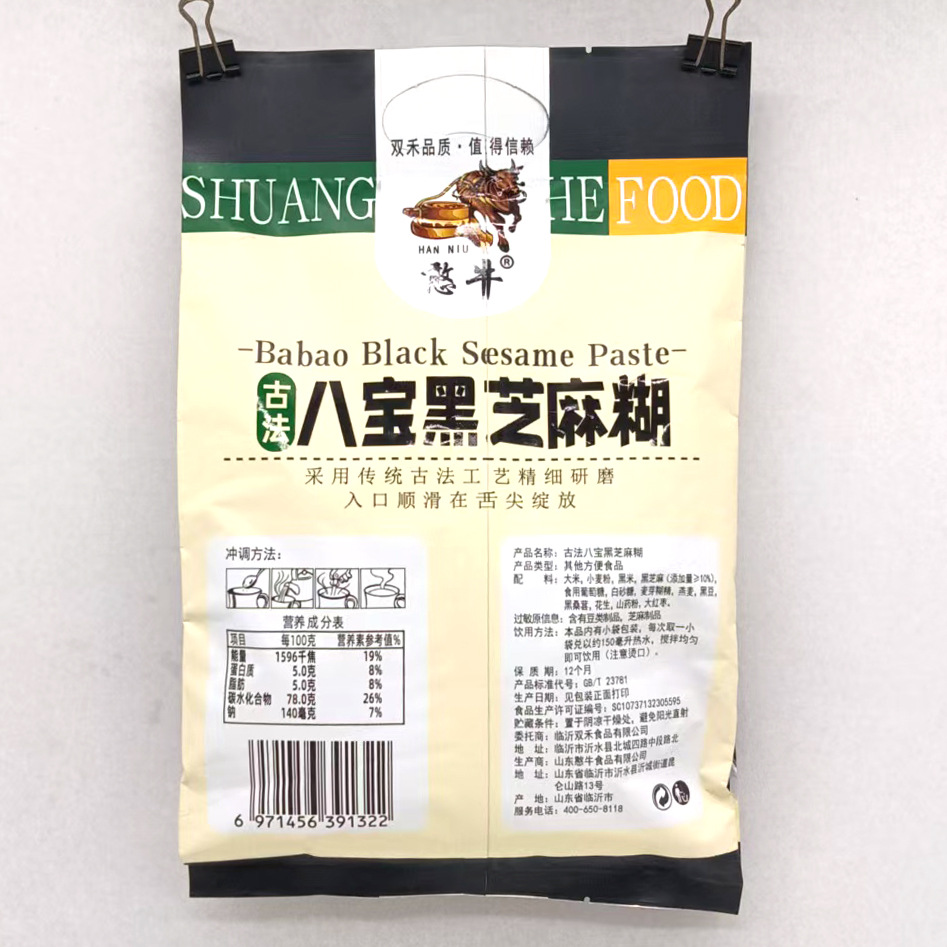 双禾品质·值得信赖
SHUANG HE FOOD
HAN NIU
憨牛®
-Babao Black Sesame Paste-
古法
八宝黑芝麻糊
采用传统古法工艺精细研磨
入口顺滑在舌尖绽放
冲调方法:
营养成分表
项目 每100克 营养素参考值%
能量 1596千焦 19%
蛋白质 5.0克 8%
脂肪 5.0克 8%
碳水化合物 78.0克 26%
钠 140毫克 7%
6 971456 391322
产品名称: 古法八宝黑芝麻糊
产品类型: 其他方便食品
配 料: 大米, 小麦粉, 黑米, 黑芝麻(添加量≥10%),
食用葡萄糖, 白砂糖, 麦芽糊精, 燕麦, 黑豆,
黑桑葚, 花生, 山药粉, 大红枣。
过敏原信息: 含有豆类制品, 芝麻制品
饮用方法: 本品内有小袋包装, 每次取一小
袋兑以约150毫升热水, 搅拌均匀
即可饮用(注意烫口)。
保 质 期: 12个月
产品标准代号: GB/T 23781
生产日期: 见包装正面打印
食品生产许可证编号: SC10737132305595
贮藏条件: 置于阴凉干燥处, 避免阳光直射
委托商: 临沂双禾食品有限公司
地 址: 临沂市沂水县北城四路中段路北
生产商: 山东憨牛食品有限公司
地 址: 山东省临沂市沂水县沂城街道昆
仑山路13号
产 地: 山东省临沂市
服务电话: 400-650-8118